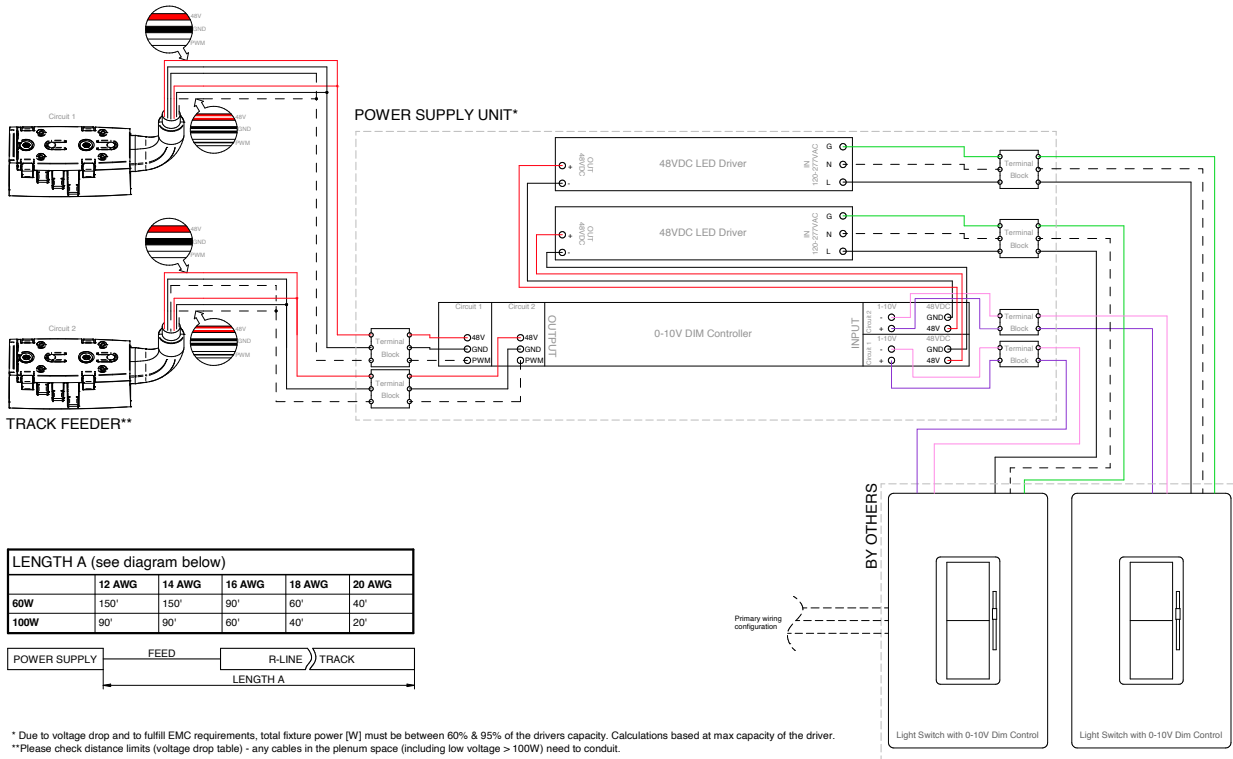 48V
GND
PWM
Circuit 1
48V
GND
PWM
48V
GND
PWM
Circuit 2
48V
GND
PWM
TRACK FEEDER**
POWER SUPPLY UNIT*
OUT
48VDC
+
-
48VDC LED Driver
IN
120-277VAC
G
N
L
Terminal
Block
OUT
48VDC
+
-
48VDC LED Driver
IN
120-277VAC
G
N
L
Terminal
Block
Terminal
Block
Terminal
Block
Circuit 1
48V
GND
PWM
Circuit 2
48V
GND
PWM
OUTPUT
0-10V DIM Controller
INPUT
Circuit 2
1-10V
-
+
48VDC
GND
48V
Circuit 1
1-10V
-
+
48VDC
GND
48V
Terminal
Block
Terminal
Block
BY OTHERS
Primary wiring
configuration
Light Switch with 0-10V Dim Control
Light Switch with 0-10V Dim Control
LENGTH A (see diagram below)
12 AWG 14 AWG 16 AWG 18 AWG 20 AWG
60W 150' 150' 90' 60' 40'
100W 90' 90' 60' 40' 20'
POWER SUPPLY FEED R-LINE TRACK
LENGTH A
* Due to voltage drop and to fulfill EMC requirements, total fixture power [W] must be between 60% & 95% of the drivers capacity. Calculations based at max capacity of the driver.
**Please check distance limits (voltage drop table) - any cables in the plenum space (including low voltage > 100W) need to conduit.